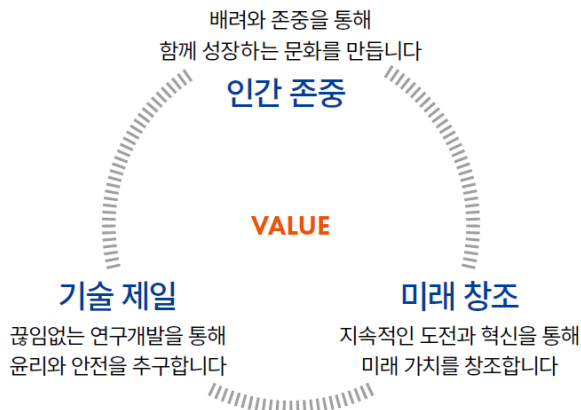 배려와 존중을 통해
함께 성장하는 문화를 만듭니다
인간 존중
VALUE
기술 제일
끊임없는 연구개발을 통해
윤리와 안전을 추구합니다
미래 창조
지속적인 도전과 혁신을 통해
미래 가치를 창조합니다